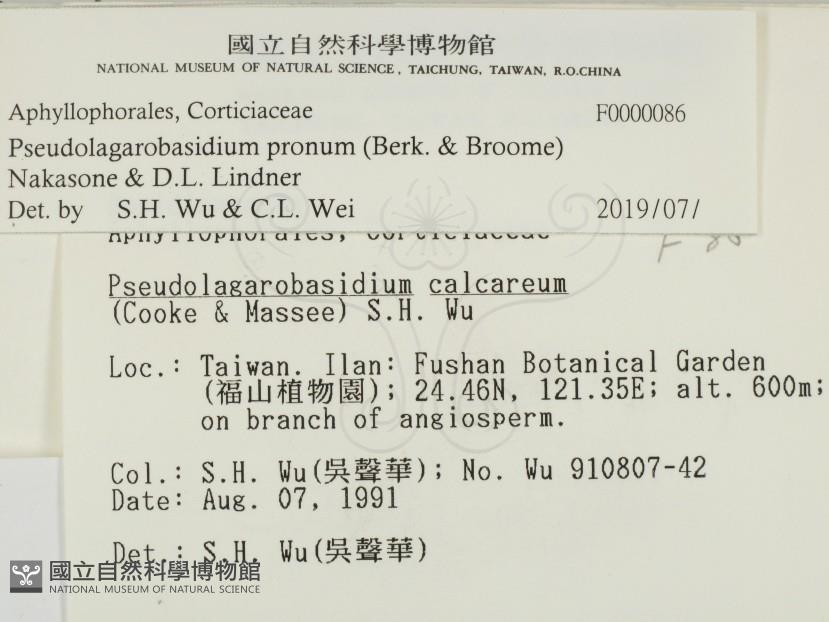 國立自然科學博物館
NATIONAL MUSEUM OF NATURAL SCIENCE, TAICHUNG, TAIWAN, R.O.CHINA
Aphyllophorales, Corticiaceae F0000086
Pseudolagarobasidium pronum (Berk. & Broome)
Nakasone & D.L. Lindner
Det. by S.H. Wu & C.L. Wei 2019/07/
Aphyllophorales, Corticiaceae F 86
Pseudolagarobasidium calcareum
(Cooke & Massee) S.H. Wu
Loc.: Taiwan. Ilan: Fushan Botanical Garden
(福山植物園); 24.46N, 121.35E; alt. 600m;
on branch of angiosperm.
Col.: S.H. Wu(吳聲華); No. Wu 910807-42
Date: Aug. 07, 1991
Det.: S.H. Wu(吳聲華)
國立自然科學博物館
NATIONAL MUSEUM OF NATURAL SCIENCE